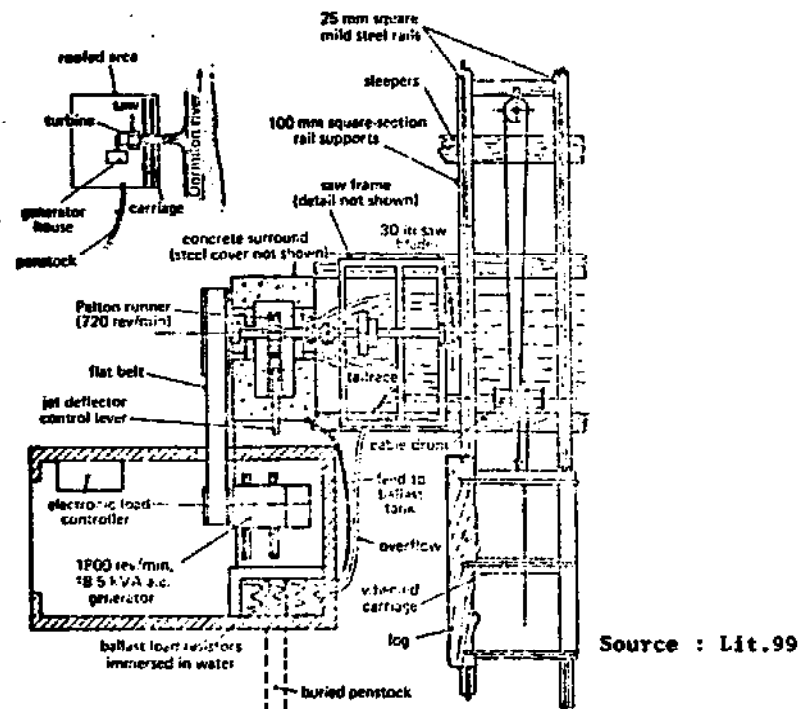 25 mm square
mild steel rails
roofed area
sleepers
saw
turbine
100 mm square-section
rail supports
river
saw frame
(detail not shown)
generator
house
carriage
penstock
concrete surround
(steel cover not shown)
30 in saw
Pelton runner
(720 rev/min)
flat belt
tailrace
jet deflector
control lever
cable drum
feed to
ballast
tank
electronic load
controller
overflow
1800 rev/min,
18.5 kVA a.c.
generator
wheeled
carriage
log
ballast load resistors
immersed in water
buried penstock
Source : Lit.99